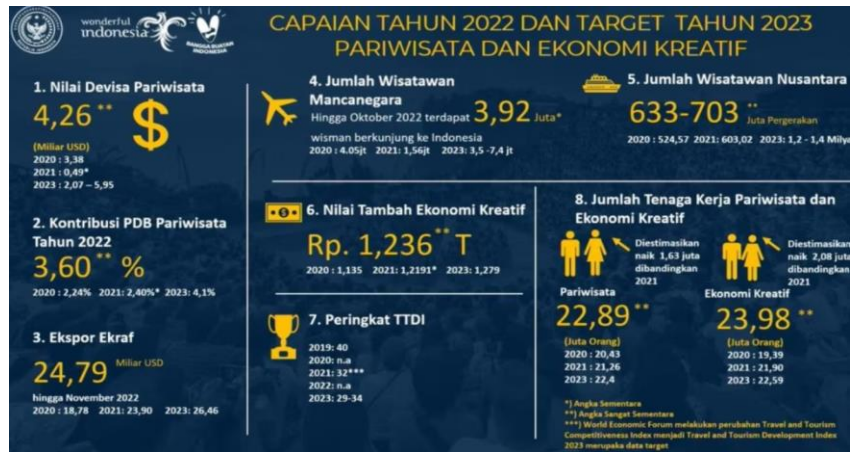 wonderful
indonesia
BANGGA BUATAN
INDONESIA
CAPAIAN TAHUN 2022 DAN TARGET TAHUN 2023
PARIWISATA DAN EKONOMI KREATIF
1. Nilai Devisa Pariwisata
4,26 **
$
(Miliar USD)
2020 : 3,38
2021 : 0,49*
2023 : 2,07 – 5,95
2. Kontribusi PDB Pariwisata
Tahun 2022
3,60 ** %
2020 : 2,24% 2021: 2,40%* 2023: 4,1%
3. Ekspor Ekraf
24,79 Miliar USD
hingga November 2022
2020 : 18,78 2021: 23,90 2023: 26,46
4. Jumlah Wisatawan
Mancanegara
Hingga Oktober 2022 terdapat 3,92 Juta*
wisman berkunjung ke Indonesia
2020 : 4.05jt 2021: 1,56jt 2023: 3,5 -7,4 jt
5. Jumlah Wisatawan Nusantara
633-703 ** Juta Pergerakan
2020 : 524,57 2021: 603,02 2023: 1,2 - 1,4 Milya
6. Nilai Tambah Ekonomi Kreatif
Rp. 1,236 ** T
2020 : 1,135 2021: 1,2191* 2023: 1,279
7. Peringkat TTDI
2019: 40
2020: n.a
2021: 32***
2022: n.a
2023: 29-34
8. Jumlah Tenaga Kerja Pariwisata dan
Ekonomi Kreatif
Diestimasikan
naik 1,63 juta
dibandingkan
2021
Pariwisata
22,89 **
(Juta Orang)
2020 : 20,43
2021 : 21,26
2023 : 22,4
Diestimasikan
naik 2,08 juta
dibandingkan
2021
Ekonomi Kreatif
23,98 **
(Juta Orang)
2020 : 19,39
2021 : 21,90
2023 : 22,59
*) Angka Sementara
**) Angka Sangat Sementara
***) World Economic Forum melakukan perubahan Travel and Tourism
Competitiveness Index menjadi Travel and Tourism Development Index
2023 merupaka data target